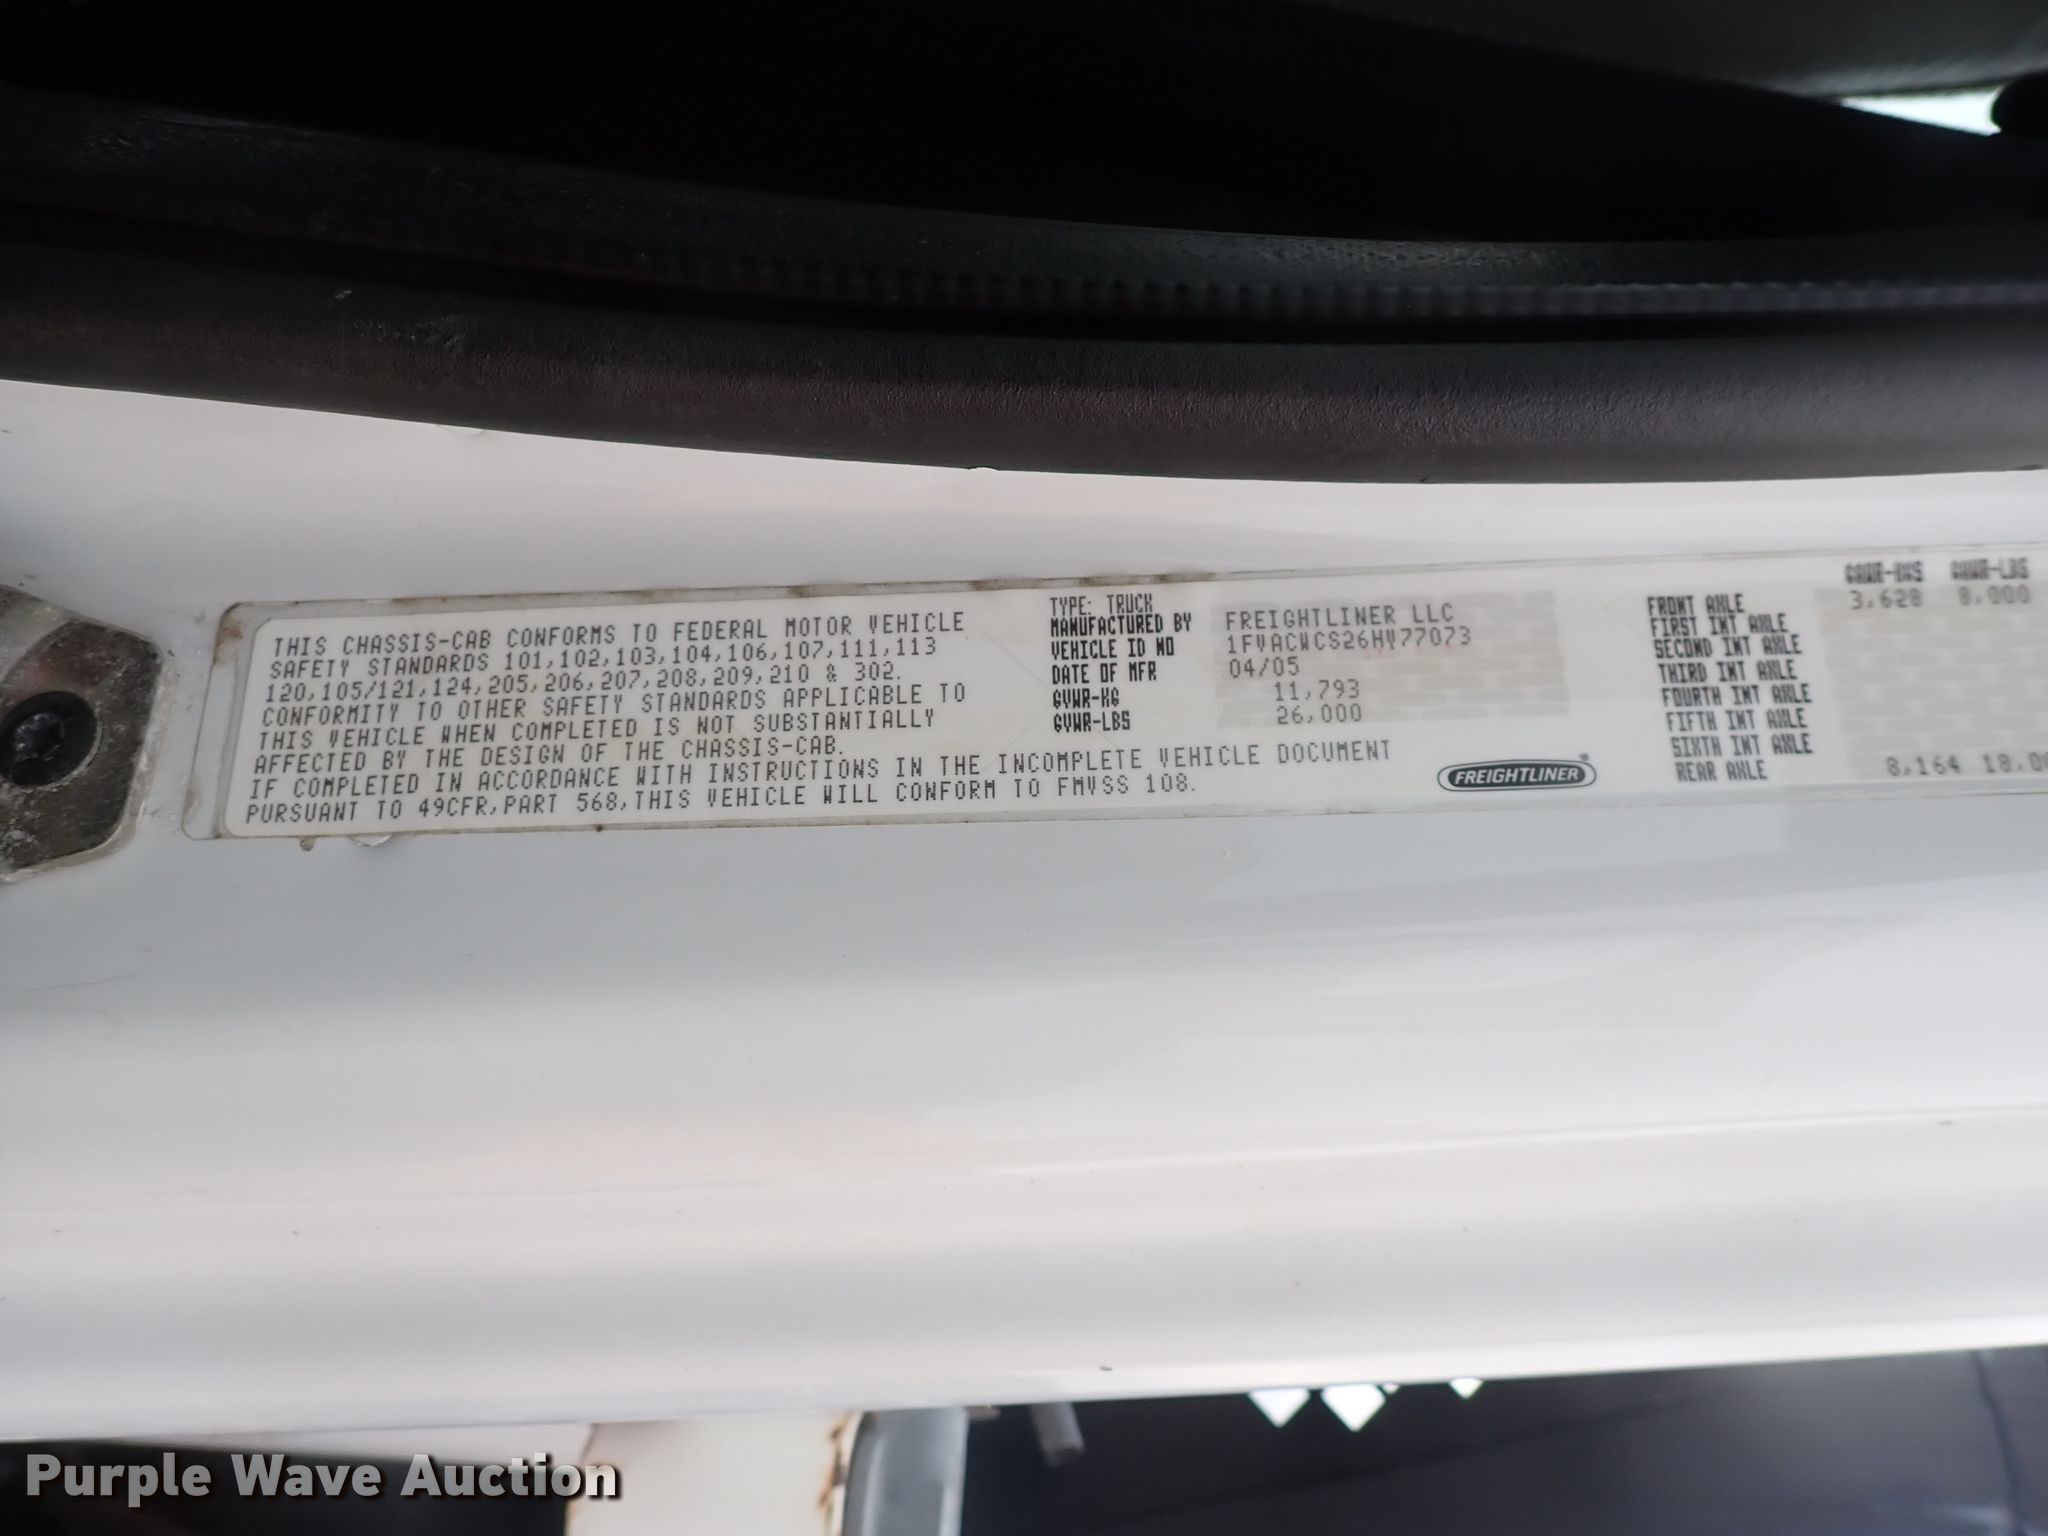 THIS CHASSIS-CAB CONFORMS TO FEDERAL MOTOR VEHICLE
SAFETY STANDARDS 101,102,103,104,106,107,111,113
120,105/121,124,205,206,207,208,209,210 & 302.
CONFORMITY TO OTHER SAFETY STANDARDS APPLICABLE TO
THIS VEHICLE WHEN COMPLETED IS NOT SUBSTANTIALLY
AFFECTED BY THE DESIGN OF THE CHASSIS-CAB.
IF COMPLETED IN ACCORDANCE WITH INSTRUCTIONS IN THE INCOMPLETE VEHICLE DOCUMENT
PURSUANT TO 49CFR,PART 568,THIS VEHICLE WILL CONFORM TO FMVSS 108.
TYPE: TRUCK
MANUFACTURED BY FREIGHTLINER LLC
VEHICLE ID NO 1FVACWCS26HV77073
DATE OF MFR 04/05
GVWR-KG 11,793
GVWR-LBS 26,000
FREIGHTLINER®
GAWR-KGS GAWR-LBS
FRONT AXLE 3,628 8,000
FIRST INT AXLE
SECOND INT AXLE
THIRD INT AXLE
FOURTH INT AXLE
FIFTH INT AXLE
SIXTH INT AXLE
REAR AXLE 8,164 18,00
Purple Wave Auction